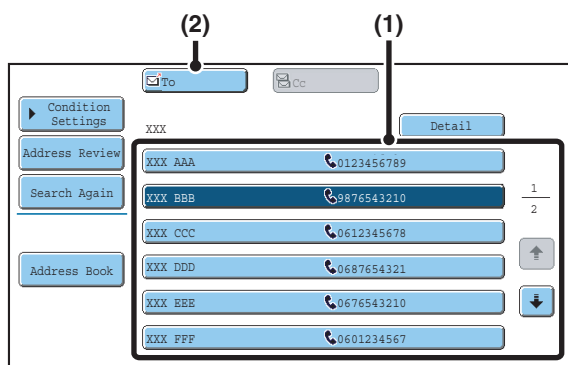 (2) (1)
To Cc
Condition
Settings
XXX Detail
Address Review
XXX AAA 0123456789
Search Again
XXX BBB 9876543210
1
2
XXX CCC 0612345678
Address Book
XXX DDD 0687654321
XXX EEE 0676543210
XXX FFF 0601234567